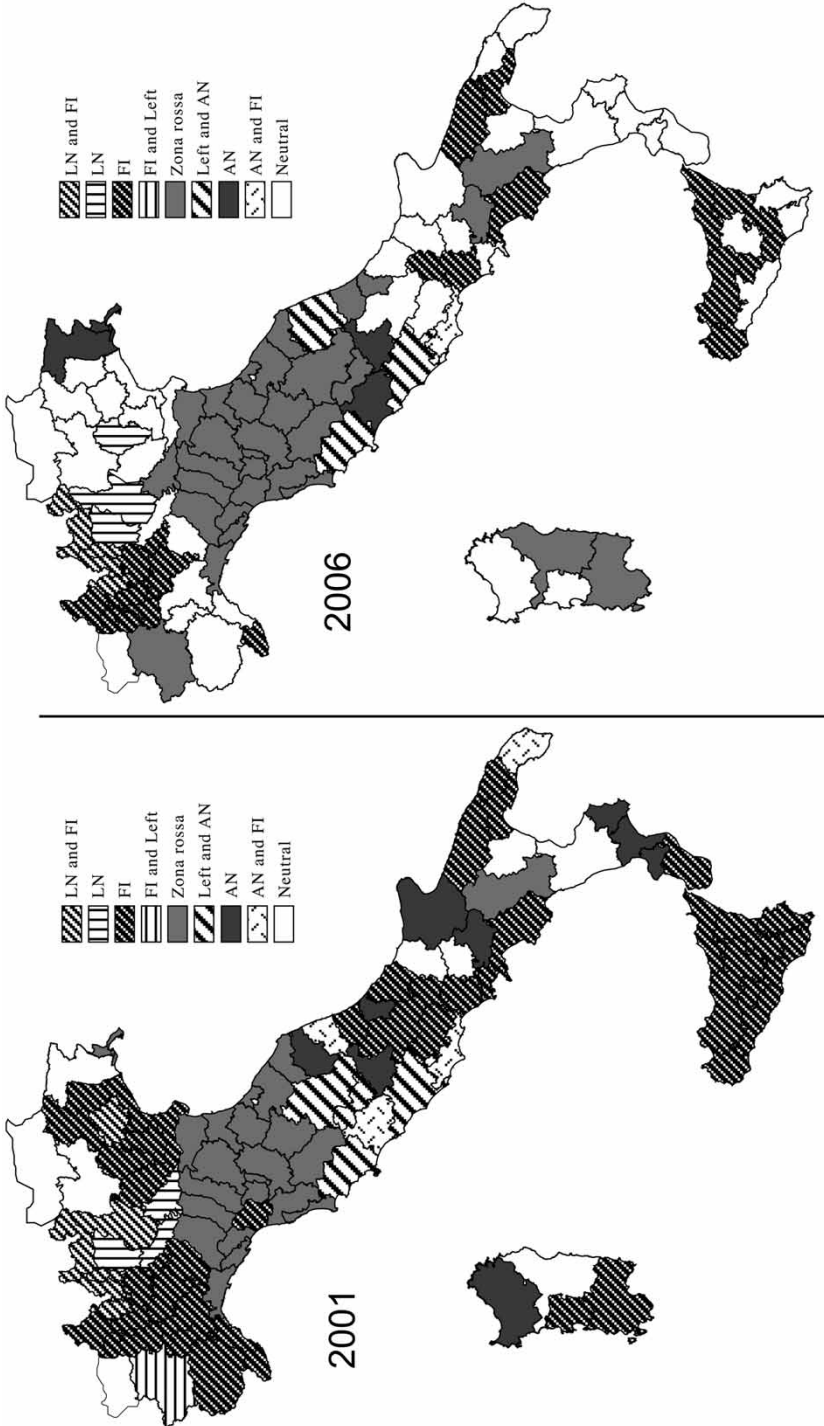 2001
LN and FI
LN
FI
FI and Left
Zona rossa
Left and AN
AN
AN and FI
Neutral
2006
LN and FI
LN
FI
FI and Left
Zona rossa
Left and AN
AN
AN and FI
Neutral